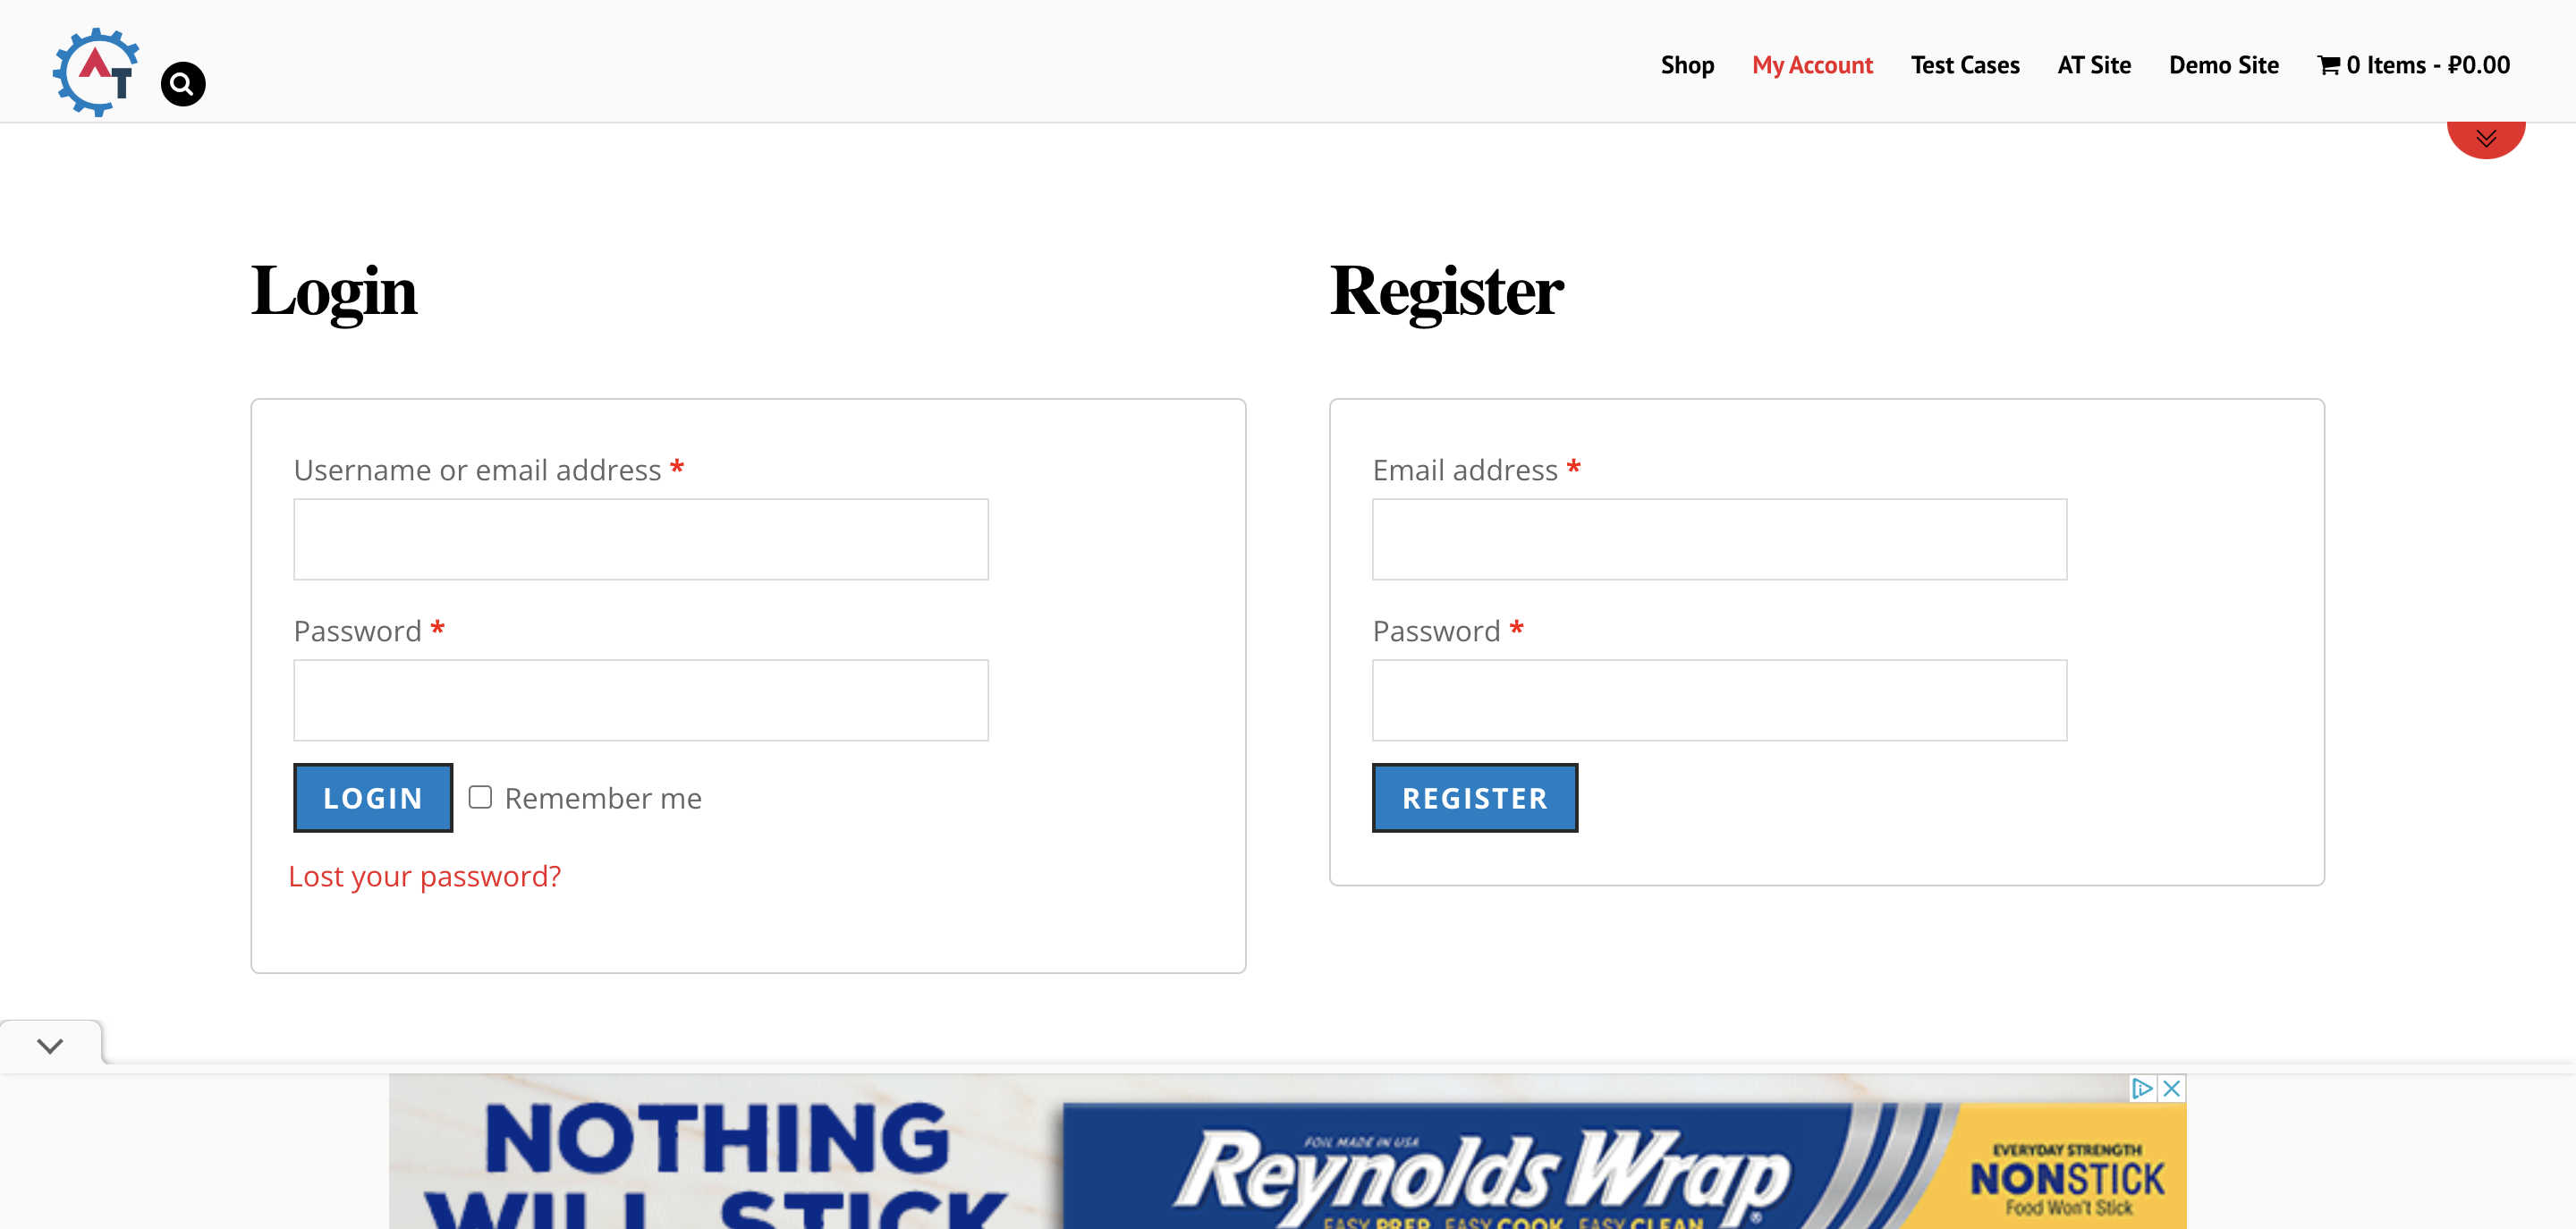 AT
Shop My Account Test Cases AT Site Demo Site 0 Items - ₽0.00
Login
Username or email address *
Password *
LOGIN Remember me
Lost your password?
Register
Email address *
Password *
REGISTER
NOTHING
WILL STICK
FOIL MADE IN USA
Reynolds Wrap®
EASY PREP EASY COOK EASY CLEAN
EVERYDAY STRENGTH
NONSTICK
Food Won't Stick